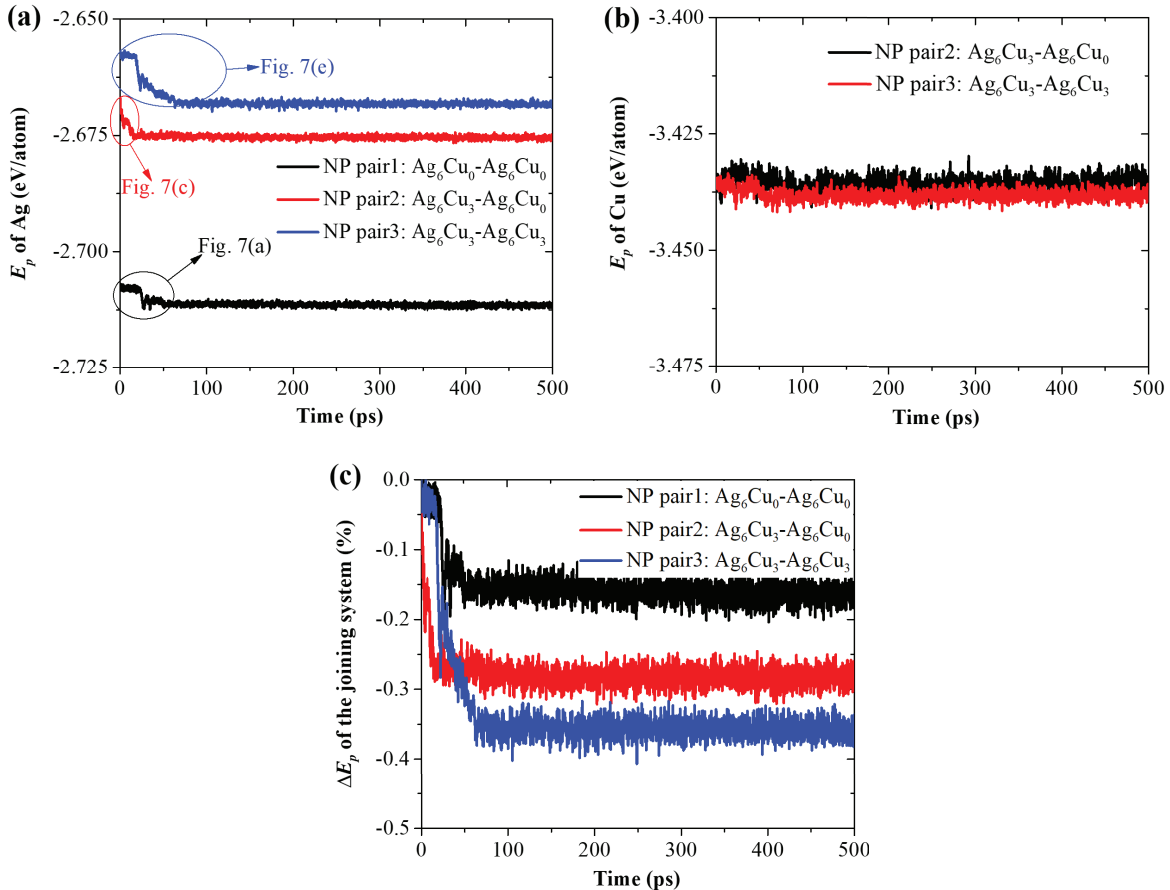 (a)
-2.650
-2.675
-2.700
-2.725
E_p of Ag (eV/atom)
Fig. 7(e)
Fig. 7(c)
Fig. 7(a)
NP pair1: Ag₆Cu₀-Ag₆Cu₀
NP pair2: Ag₆Cu₃-Ag₆Cu₀
NP pair3: Ag₆Cu₃-Ag₆Cu₃
0 100 200 300 400 500
Time (ps)
(b)
-3.400
-3.425
-3.450
-3.475
E_p of Cu (eV/atom)
NP pair2: Ag₆Cu₃-Ag₆Cu₀
NP pair3: Ag₆Cu₃-Ag₆Cu₃
0 100 200 300 400 500
Time (ps)
(c)
0.0
-0.1
-0.2
-0.3
-0.4
-0.5
ΔE_p of the joining system (%)
NP pair1: Ag₆Cu₀-Ag₆Cu₀
NP pair2: Ag₆Cu₃-Ag₆Cu₀
NP pair3: Ag₆Cu₃-Ag₆Cu₃
0 100 200 300 400 500
Time (ps)